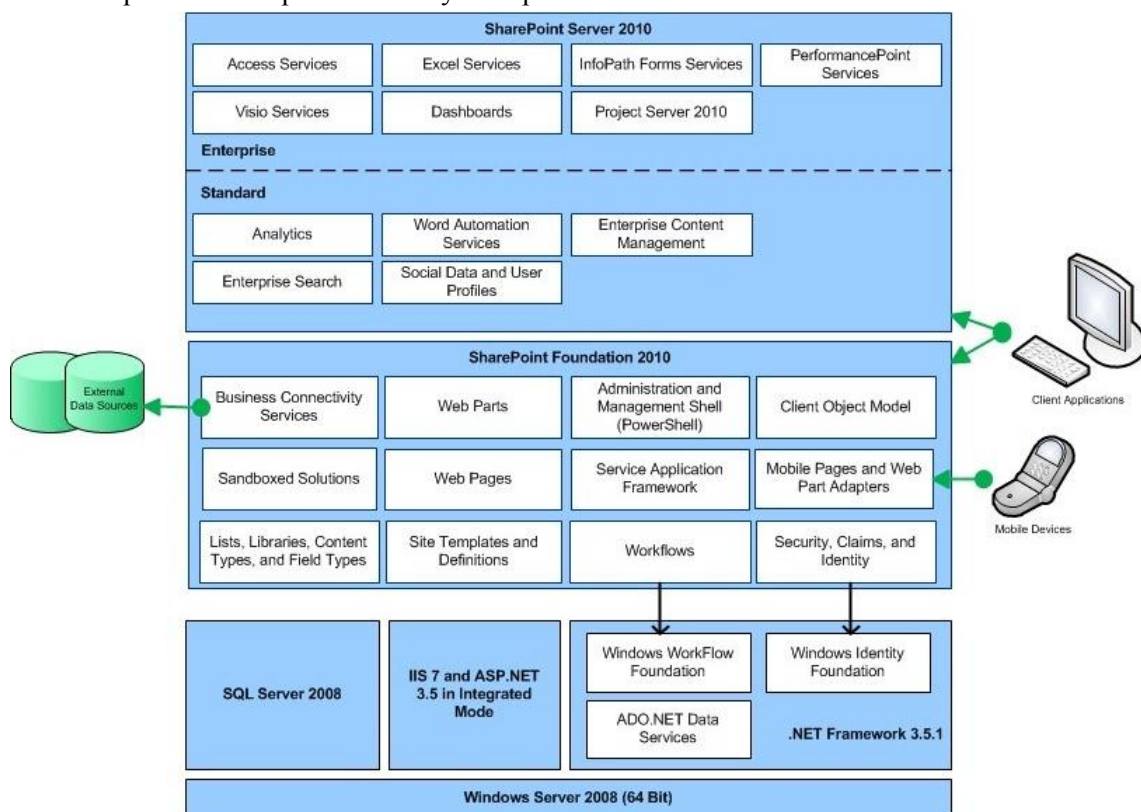 SharePoint Server 2010
Access Services
Excel Services
InfoPath Forms Services
PerformancePoint
Services
Visio Services
Dashboards
Project Server 2010
Enterprise
Standard
Analytics
Word Automation
Services
Enterprise Content
Management
Enterprise Search
Social Data and User
Profiles
SharePoint Foundation 2010
External
Data Sources
Business Connectivity
Services
Web Parts
Administration and
Management Shell
(PowerShell)
Client Object Model
Client Applications
Sandboxed Solutions
Web Pages
Service Application
Framework
Mobile Pages and Web
Part Adapters
Mobile Devices
Lists, Libraries, Content
Types, and Field Types
Site Templates and
Definitions
Workflows
Security, Claims, and
Identity
SQL Server 2008
IIS 7 and ASP.NET
3.5 in Integrated
Mode
Windows WorkFlow
Foundation
Windows Identity
Foundation
ADO.NET Data
Services
.NET Framework 3.5.1
Windows Server 2008 (64 Bit)